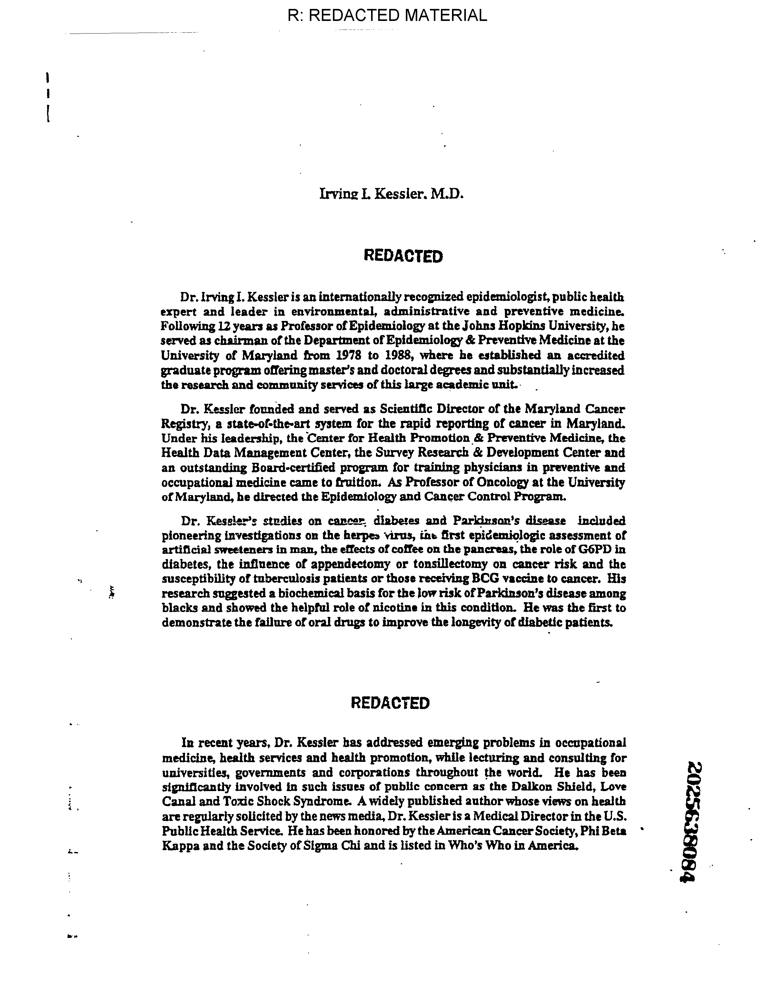 R: REDACTED MATERIAL
Irving I. Kessler, M.D.
REDACTED
Dr. Irving I. Kessler is an internationally recognized epidemiologist, public health
expert and leader in environmental, administrative and preventive medicine.
Following 12 years as Professor of Epidemiology at the Johns Hopkins University, he
served as chairman of the Department of Epidemiology & Preventive Medicine at the
University of Maryland from 1978 to 1988, where he established an accredited
graduate program offering master's and doctoral degrees and substantially increased
the research and community services of this large academic unit.
Dr. Kessler founded and served as Scientific Director of the Maryland Cancer
Registry, a state-of-the-art system for the rapid reporting of cancer in Maryland.
Under his leadership, the Center for Health Promotion & Preventive Medicine, the
Health Data Management Center, the Survey Research & Development Center and
an outstanding Board-certified program for training physicians in preventive and
occupational medicine came to fruition. As Professor of Oncology at the University
of Maryland, he directed the Epidemiology and Cancer Control Program.
Dr. Kessler's studies on cancer, diabetes and Parkinson's disease included
pioneering investigations on the herpes virus, the first epidemiologic assessment of
artificial sweeteners in man, the effects of coffee on the pancreas, the role of G6PD in
diabetes, the influence of appendectomy or tonsillectomy on cancer risk and the
susceptibility of tuberculosis patients or those receiving BCG vaccine to cancer. His
research suggested a biochemical basis for the low risk of Parkinson's disease among
blacks and showed the helpful role of nicotine in this condition. He was the first to
demonstrate the failure of oral drugs to improve the longevity of diabetic patients.
REDACTED
In recent years, Dr. Kessler has addressed emerging problems in occupational
medicine, health services and health promotion, while lecturing and consulting for
universities, governments and corporations throughout the world. He has been
significantly involved in such issues of public concern as the Dalkon Shield, Love
Canal and Toxic Shock Syndrome. A widely published author whose views on health
are regularly solicited by the news media, Dr. Kessler is a Medical Director in the U.S.
Public Health Service. He has been honored by the American Cancer Society, Phi Beta
Kappa and the Society of Sigma Chi and is listed in Who's Who in America.
2025638084